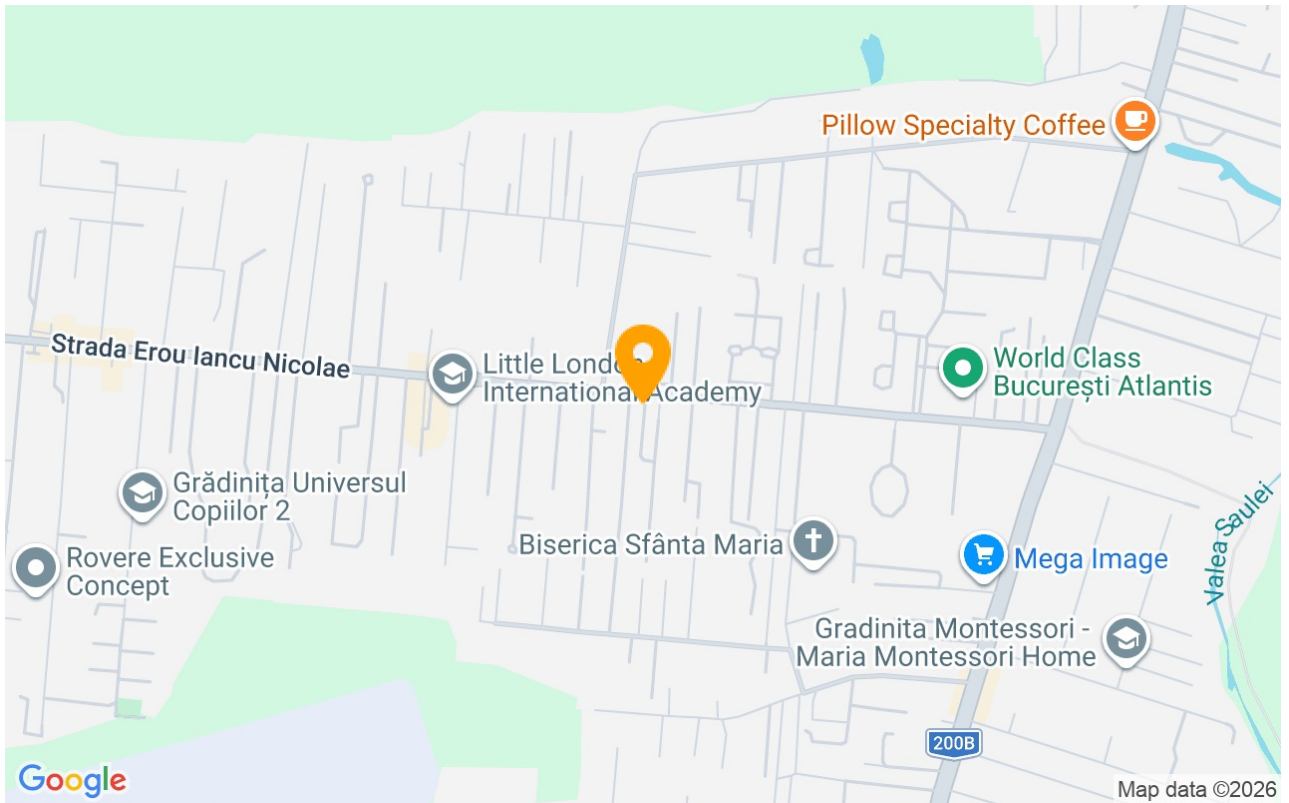 Pillow Specialty Coffee
Strada Erou Iancu Nicolae
Little London
International Academy
World Class
București Atlantis
Grădinița Universul
Copiilor 2
Rovere Exclusive
Concept
Biserica Sfânta Maria
Mega Image
Valea Saulei
Gradinita Montessori -
Maria Montessori Home
200B
Google
Map data ©2026